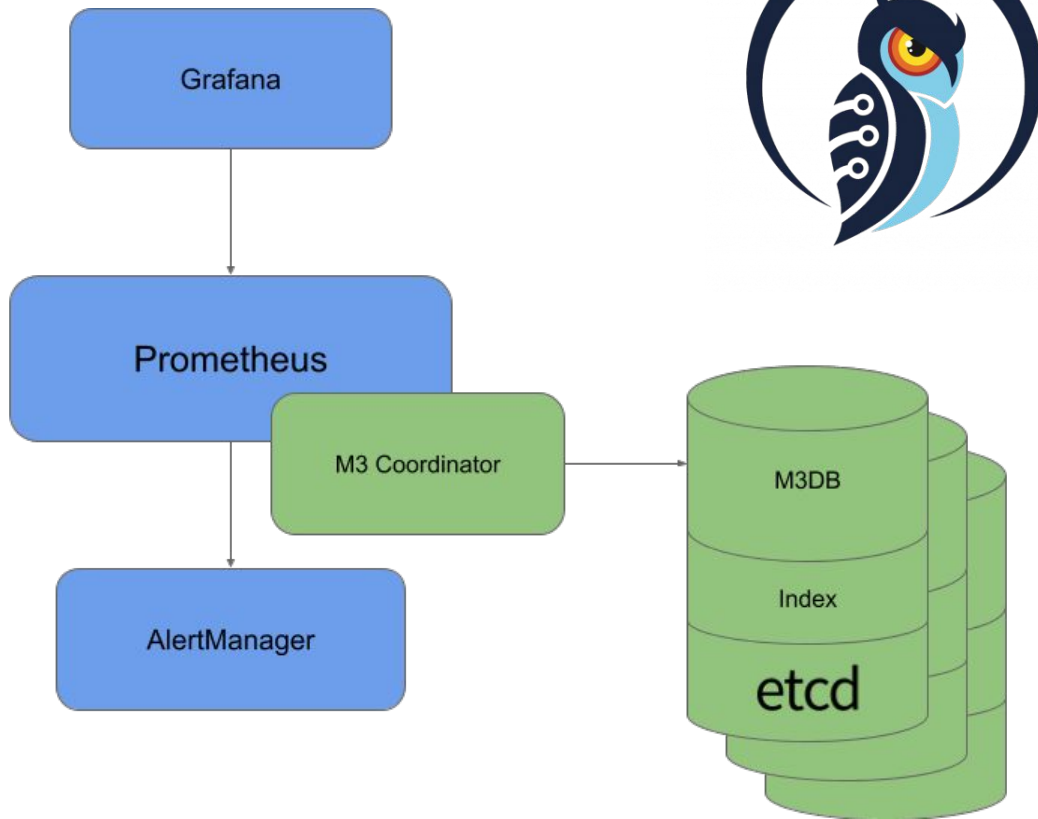 Grafana
Prometheus
M3 Coordinator
AlertManager
M3DB
Index
etcd